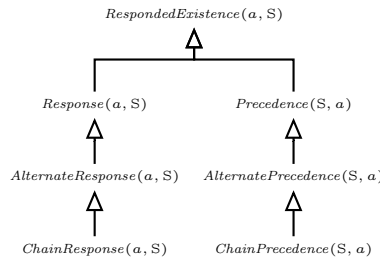 RespondedExistence(a, S)
Response(a, S) Precedence(S, a)
AlternateResponse(a, S) AlternatePrecedence(S, a)
ChainResponse(a, S) ChainPrecedence(S, a)